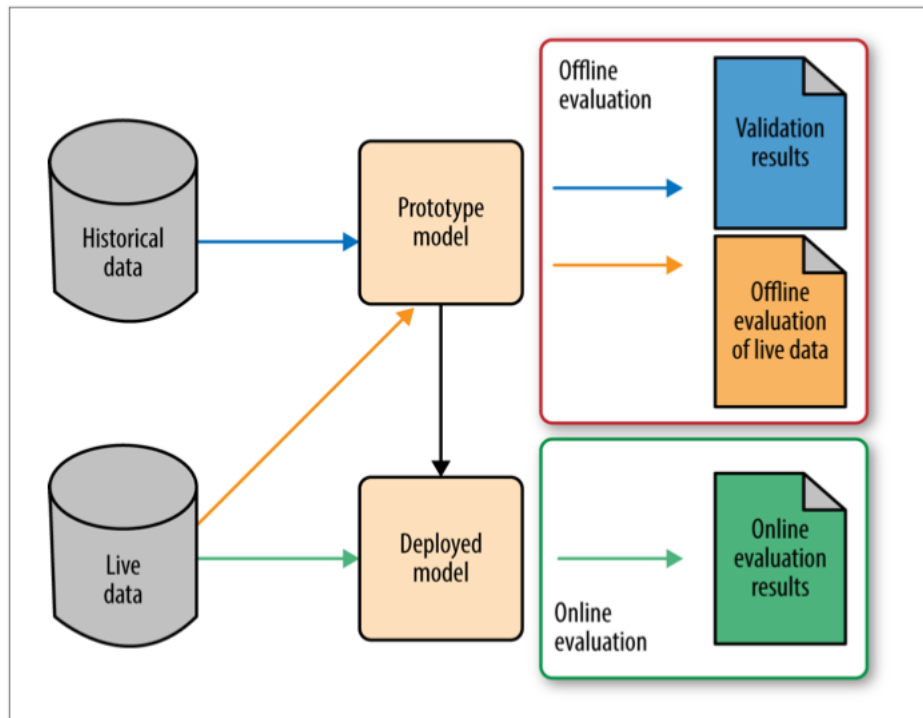 Offline
evaluation
Validation
results
Historical
data
Prototype
model
Offline
evaluation
of live data
Live
data
Deployed
model
Online
evaluation
Online
evaluation
results